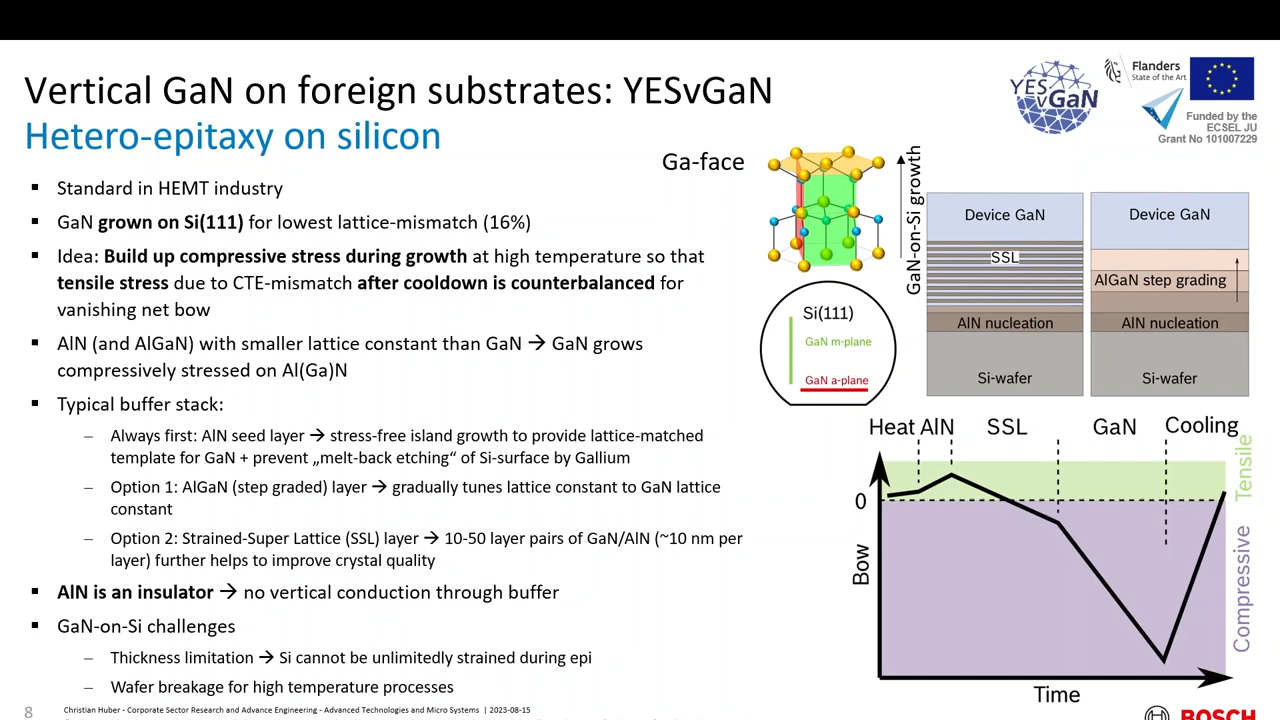 Vertical GaN on foreign substrates: YESvGaN
Hetero-epitaxy on silicon
▪ Standard in HEMT industry
▪ GaN grown on Si(111) for lowest lattice-mismatch (16%)
▪ Idea: Build up compressive stress during growth at high temperature so that
tensile stress due to CTE-mismatch after cooldown is counterbalanced for
vanishing net bow
▪ AlN (and AlGaN) with smaller lattice constant than GaN → GaN grows
compressively stressed on Al(Ga)N
▪ Typical buffer stack:
– Always first: AlN seed layer → stress-free island growth to provide lattice-matched
template for GaN + prevent „melt-back etching“ of Si-surface by Gallium
– Option 1: AlGaN (step graded) layer → gradually tunes lattice constant to GaN lattice
constant
– Option 2: Strained-Super Lattice (SSL) layer → 10-50 layer pairs of GaN/AlN (~10 nm per
layer) further helps to improve crystal quality
▪ AlN is an insulator → no vertical conduction through buffer
▪ GaN-on-Si challenges
– Thickness limitation → Si cannot be unlimitedly strained during epi
– Wafer breakage for high temperature processes
8
Christian Huber - Corporate Sector Research and Advance Engineering - Advanced Technologies and Micro Systems | 2023-08-15
YES
vGaN
Flanders
State of the Art
Funded by the
ECSEL JU
Grant No 101007229
Ga-face
GaN-on-Si growth
Si(111)
GaN m-plane
GaN a-plane
Device GaN
SSL
AlN nucleation
Si-wafer
Device GaN
AlGaN step grading
AlN nucleation
Si-wafer
Heat AlN SSL GaN Cooling
0
Bow
Tensile
Compressive
Time
BOSCH